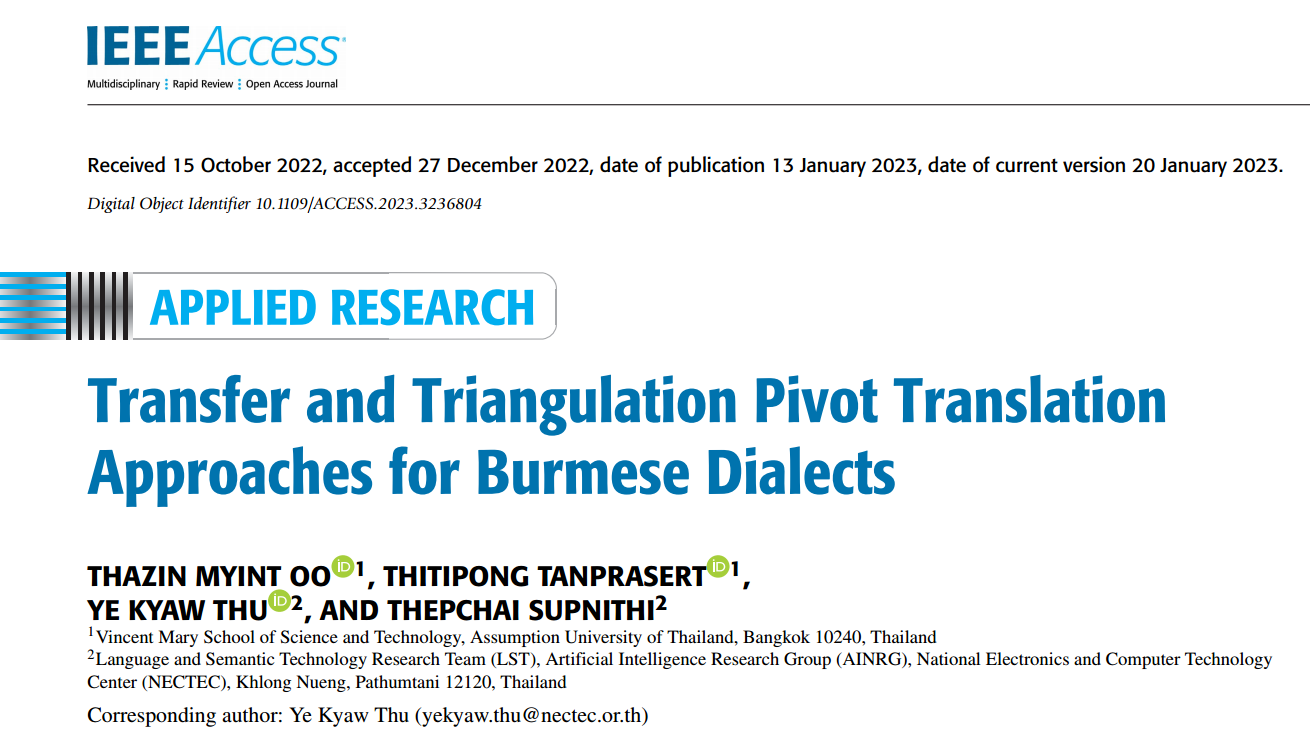 IEEE Access®
Multidisciplinary ⋮ Rapid Review ⋮ Open Access Journal
Received 15 October 2022, accepted 27 December 2022, date of publication 13 January 2023, date of current version 20 January 2023.
Digital Object Identifier 10.1109/ACCESS.2023.3236804
APPLIED RESEARCH
Transfer and Triangulation Pivot Translation
Approaches for Burmese Dialects
THAZIN MYINT OO iD 1, THITIPONG TANPRASERT iD 1,
YE KYAW THU iD 2, AND THEPCHAI SUPNITHI2
1Vincent Mary School of Science and Technology, Assumption University of Thailand, Bangkok 10240, Thailand
2Language and Semantic Technology Research Team (LST), Artificial Intelligence Research Group (AINRG), National Electronics and Computer Technology
Center (NECTEC), Khlong Nueng, Pathumtani 12120, Thailand
Corresponding author: Ye Kyaw Thu (yekyaw.thu@nectec.or.th)